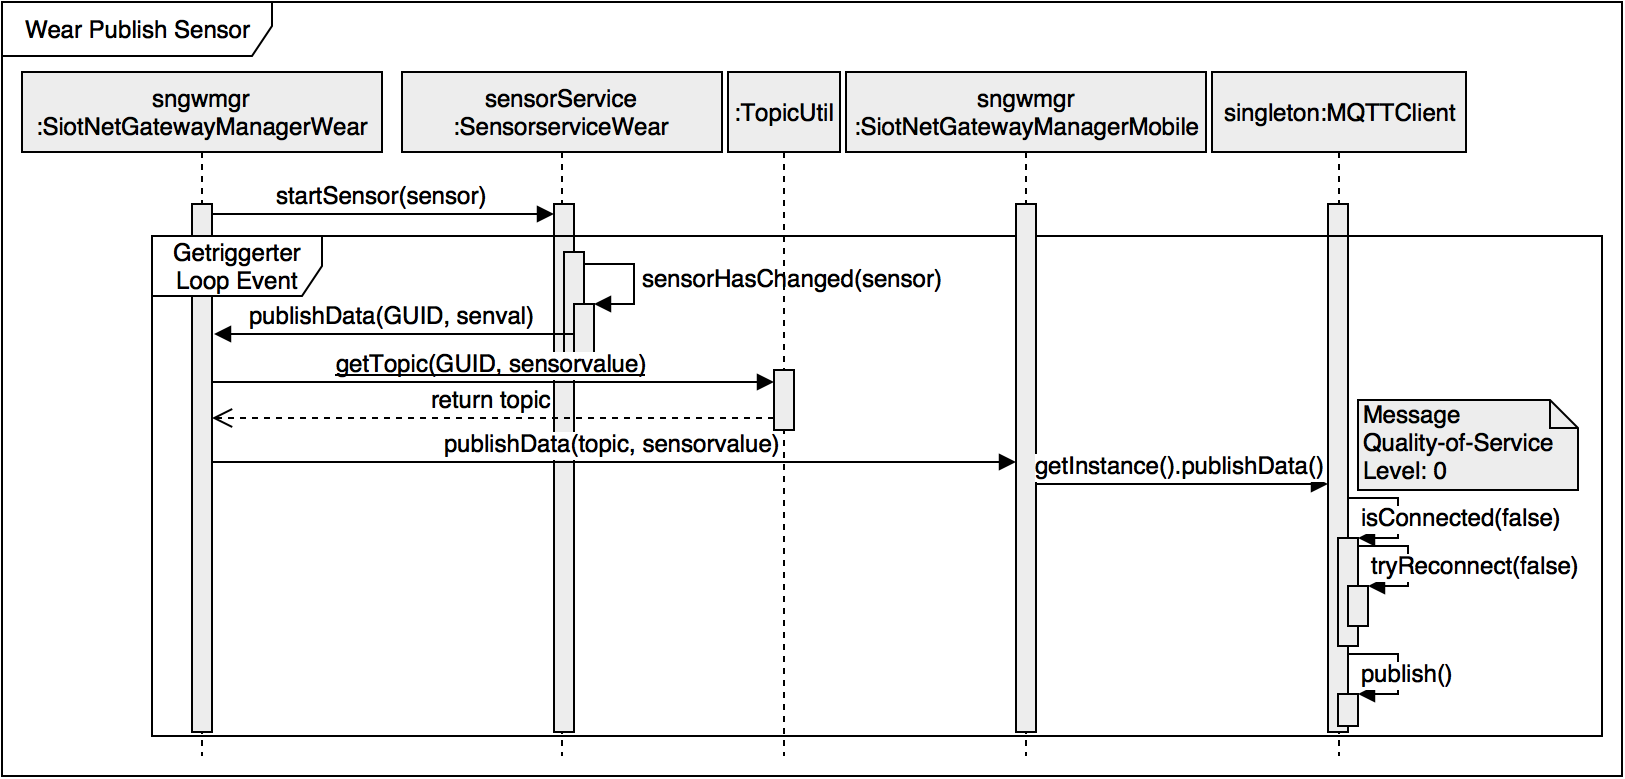 Wear Publish Sensor
sngwmgr
:SiotNetGatewayManagerWear
sensorService
:SensorserviceWear
:TopicUtil
sngwmgr
:SiotNetGatewayManagerMobile
singleton:MQTTClient
startSensor(sensor)
Getriggerter
Loop Event
sensorHasChanged(sensor)
publishData(GUID, senval)
getTopic(GUID, sensorvalue)
return topic
publishData(topic, sensorvalue)
getInstance().publishData()
Message
Quality-of-Service
Level: 0
isConnected(false)
tryReconnect(false)
publish()